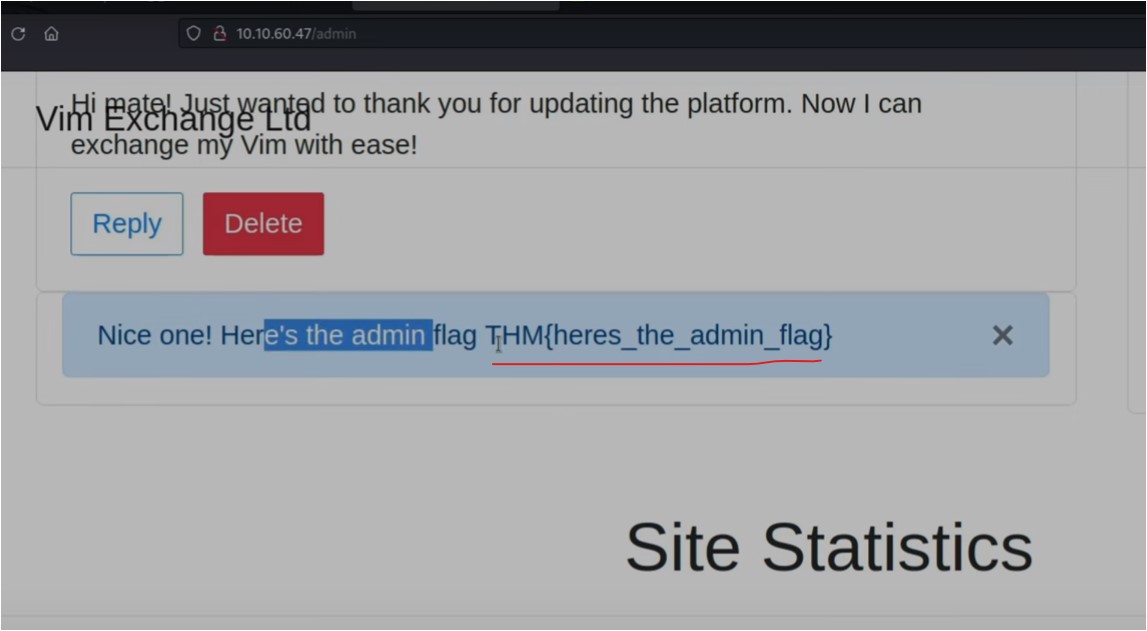 10.10.60.47/admin
Hi mate! Just wanted to thank you for updating the platform. Now I can
Vim Exchange Ltd
exchange my Vim with ease!
Reply Delete
Nice one! Here's the admin flag THM{heres_the_admin_flag}
Site Statistics